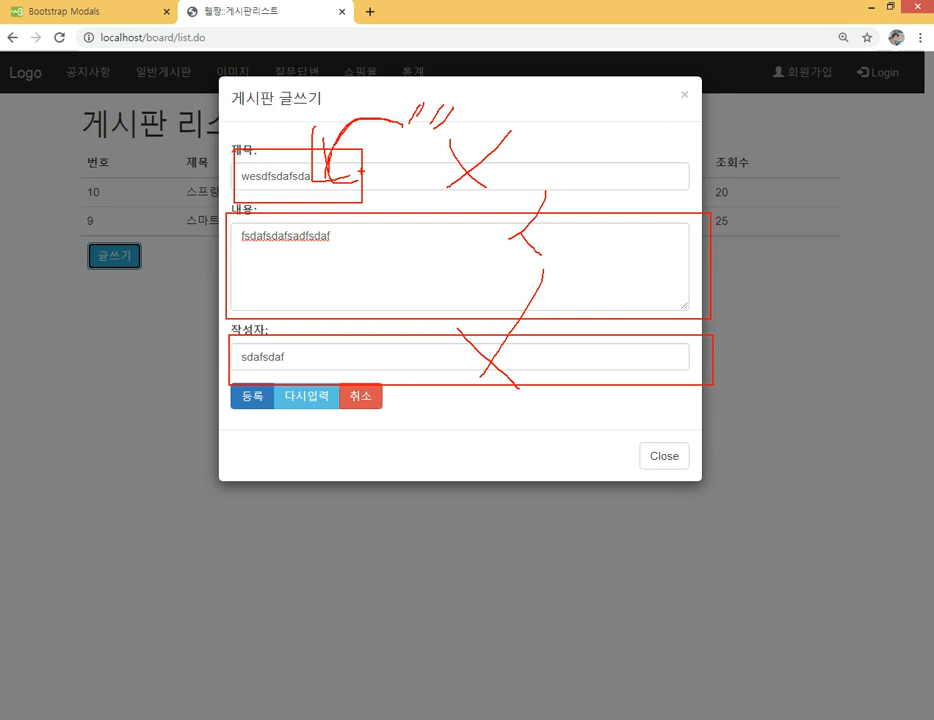 Bootstrap Modals
웹짱::게시판리스트
localhost/board/list.do
Logo 공지사항 일반게시판 이미지 질문답변 쇼핑몰 통계 회원가입 Login
게시판 리스
번호 제목 조회수
10 스프링 20
9 스마트 25
글쓰기
게시판 글쓰기 ×
제목:
wesdfsdafsda
내용:
fsdafsdafsadfsdaf
작성자:
sdafsdaf
등록 다시입력 취소
Close